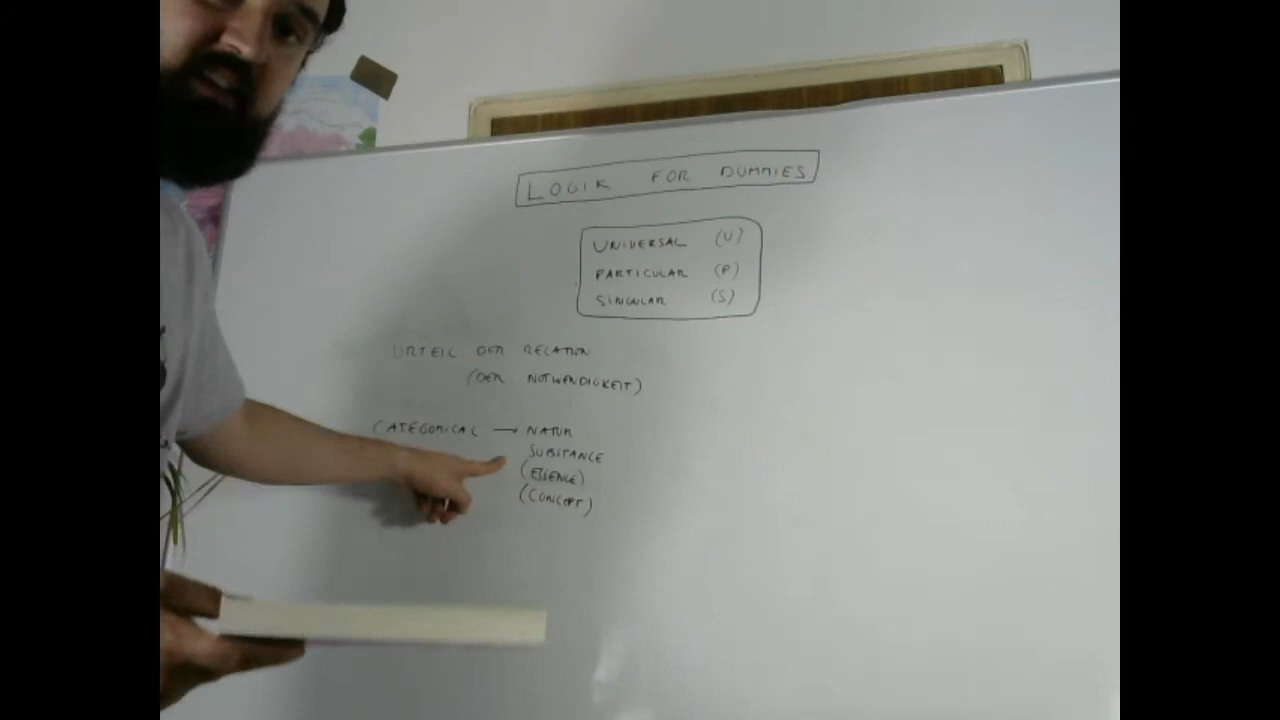 LOGIK FOR DUMMIES
UNIVERSAL (U)
PARTICULAR (P)
SINGULAR (S)
URTEIL DER RELATION
(DER NOTWENDIGKEIT)
CATEGORICAL → NATUR
SUBSTANCE
(ESSENCE)
(CONCEPT)